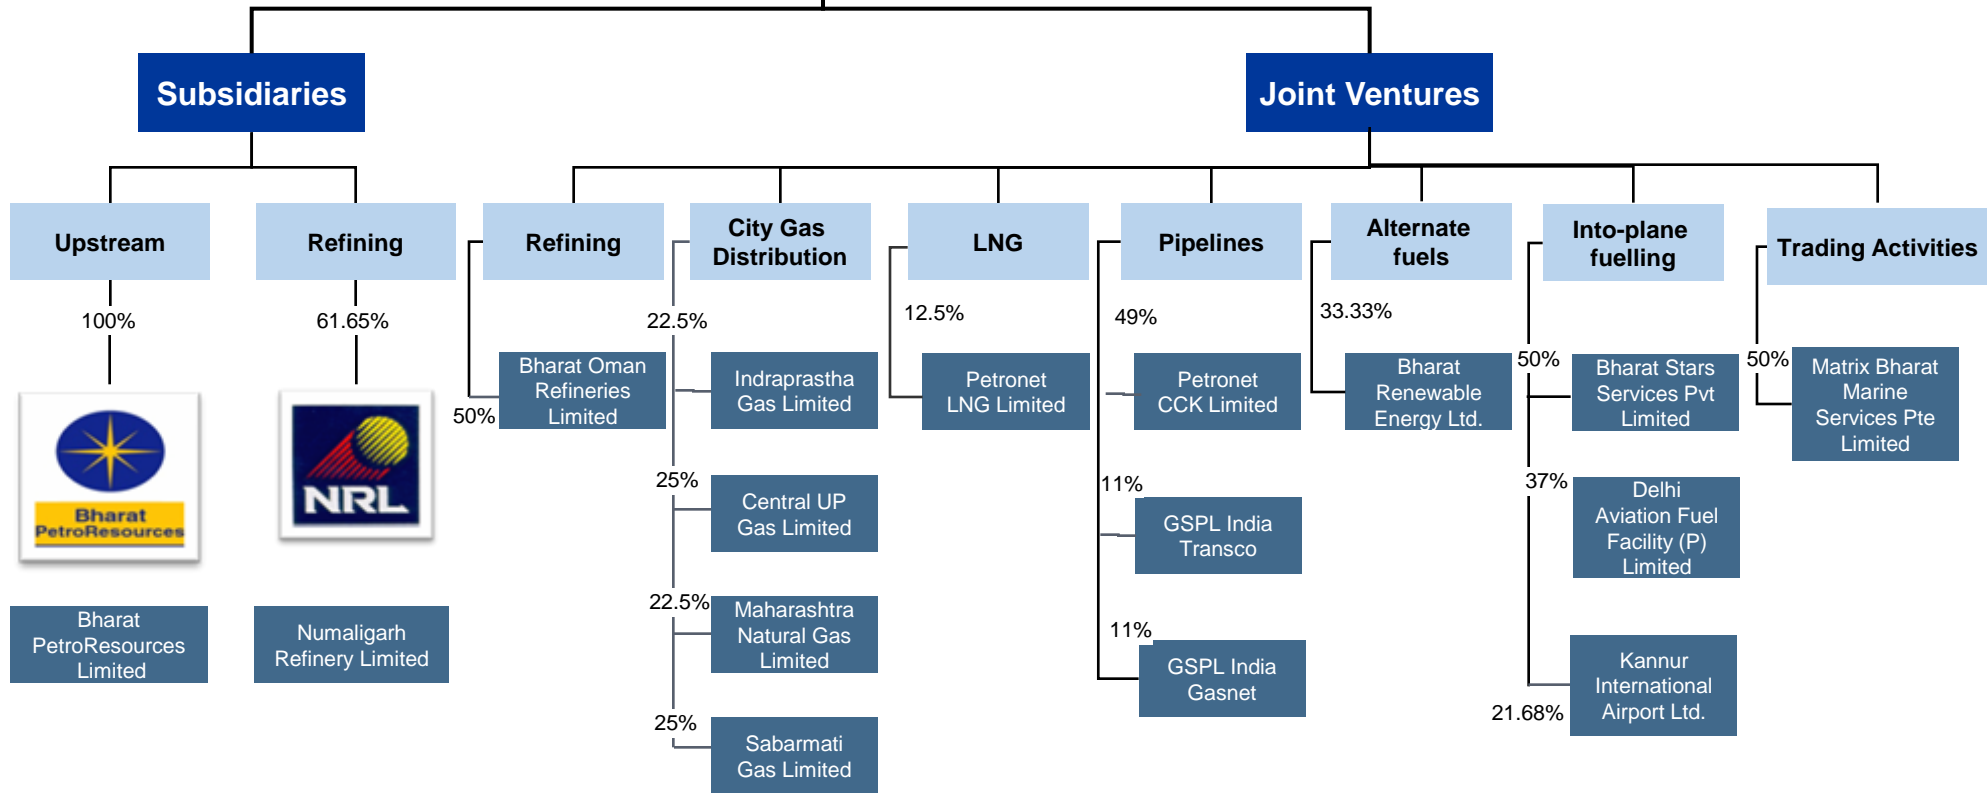 Subsidiaries
Joint Ventures
Upstream
Refining
Refining
City Gas
Distribution
LNG
Pipelines
Alternate
fuels
Into-plane
fuelling
Trading Activities
100%
Bharat
PetroResources
Bharat
PetroResources
Limited
61.65%
NRL
Numaligarh
Refinery Limited
50%
Bharat Oman
Refineries
Limited
22.5%
Indraprastha
Gas Limited
25%
Central UP
Gas Limited
22.5%
Maharashtra
Natural Gas
Limited
25%
Sabarmati
Gas Limited
12.5%
Petronet
LNG Limited
49%
Petronet
CCK Limited
11%
GSPL India
Transco
11%
GSPL India
Gasnet
33.33%
Bharat
Renewable
Energy Ltd.
50%
Bharat Stars
Services Pvt
Limited
37%
Delhi
Aviation Fuel
Facility (P)
Limited
21.68%
Kannur
International
Airport Ltd.
50%
Matrix Bharat
Marine
Services Pte
Limited